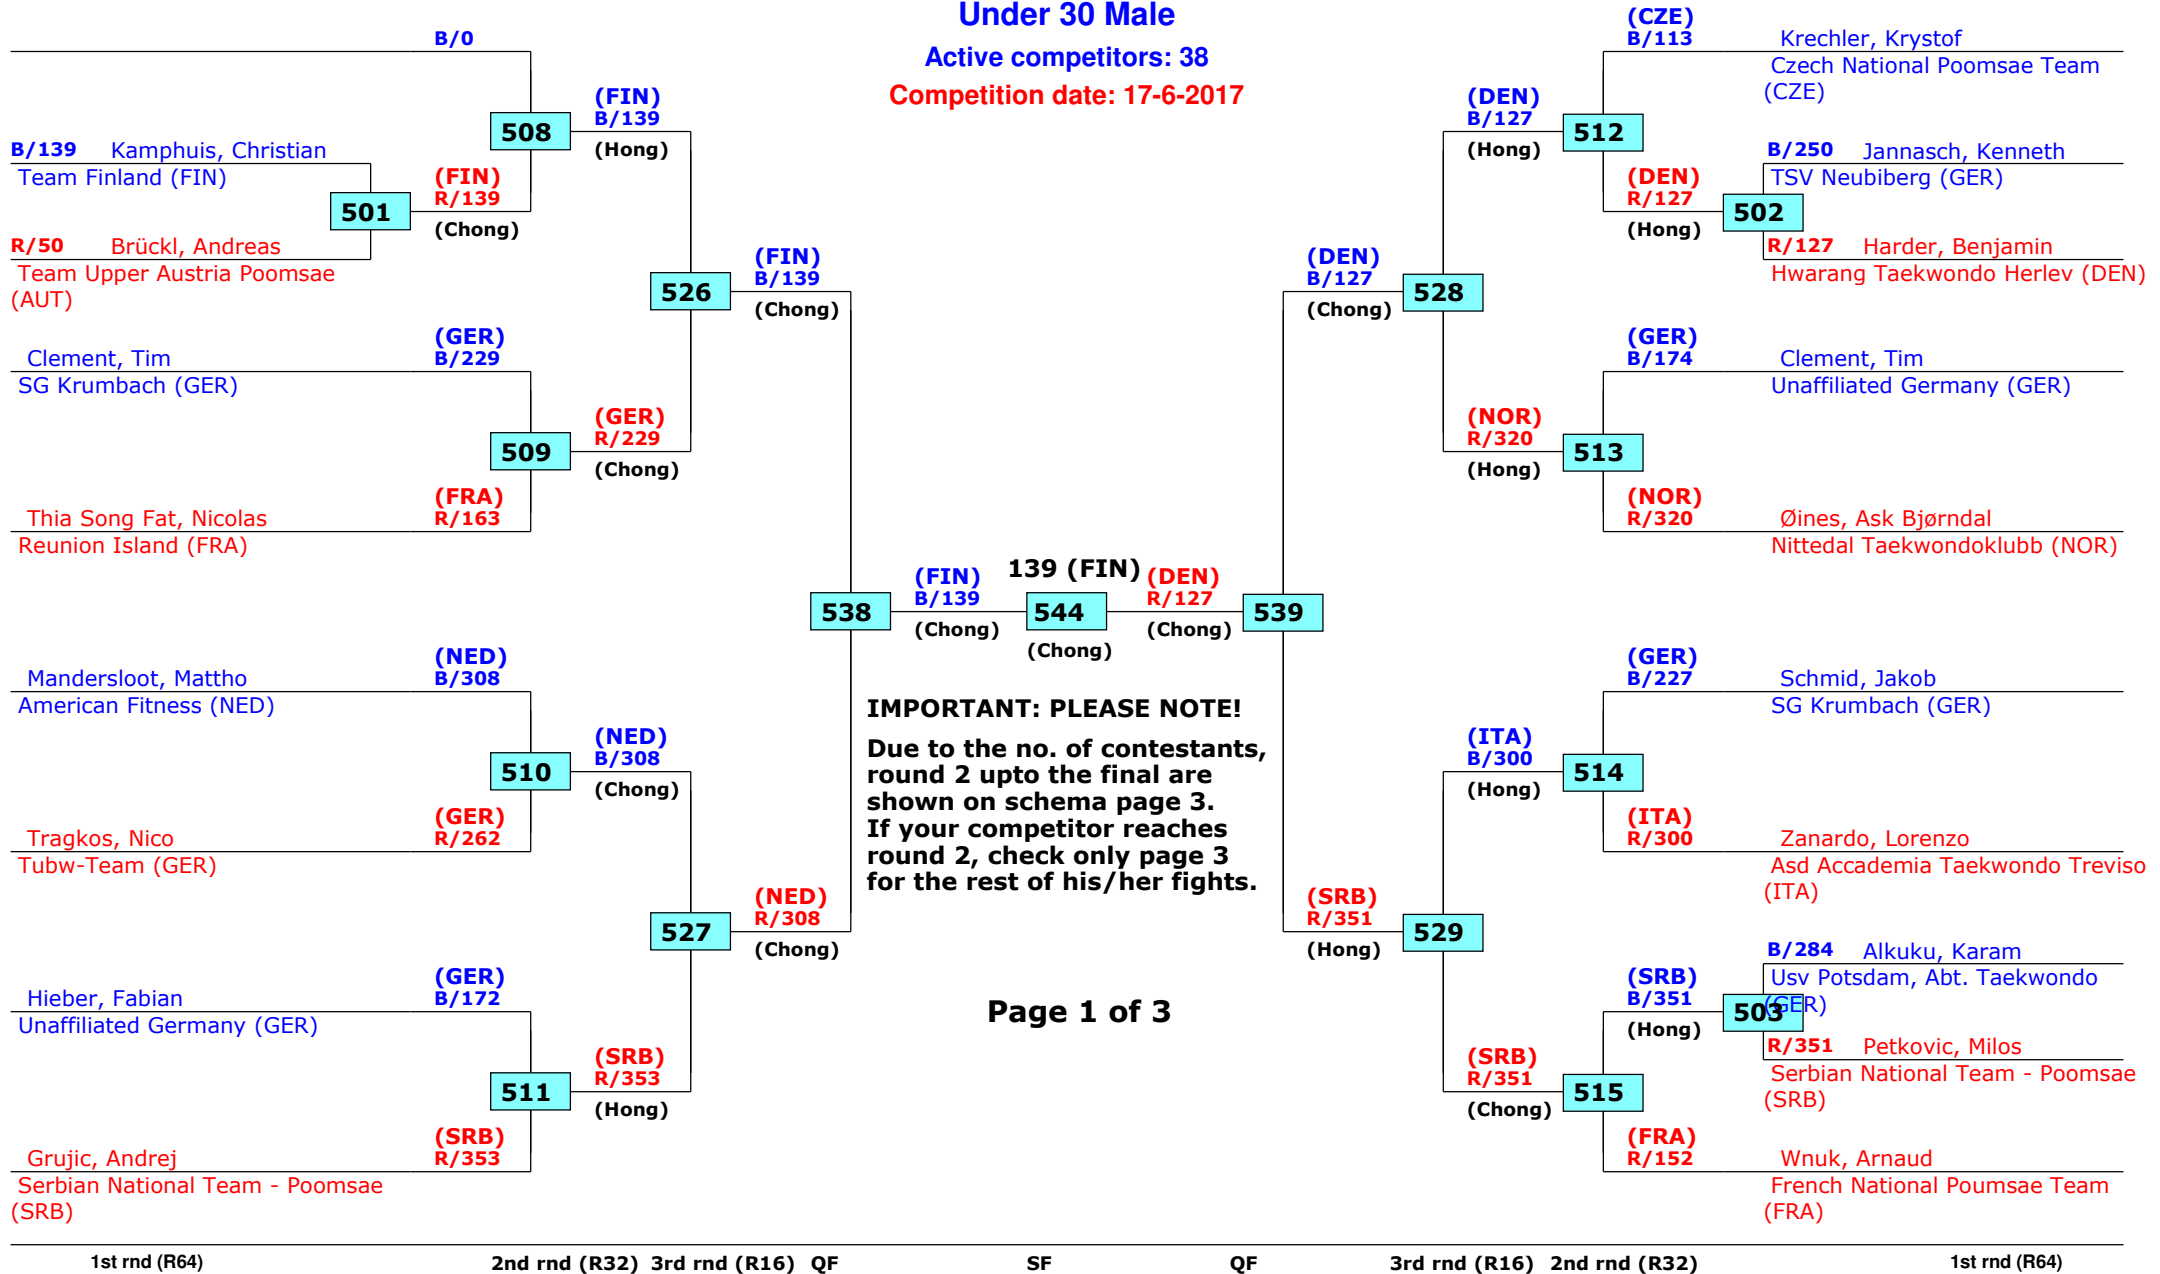 Under 30 Male
Active competitors: 38
Competition date: 17-6-2017
B/0
508
(FIN)
B/139
(Hong)
B/139 Kamphuis, Christian
Team Finland (FIN)
501
(FIN)
R/139
(Chong)
R/50 Brückl, Andreas
Team Upper Austria Poomsae
(AUT)
526
(FIN)
B/139
(Chong)
(GER)
B/229
Clement, Tim
SG Krumbach (GER)
509
(GER)
R/229
(Chong)
(FRA)
R/163
Thia Song Fat, Nicolas
Reunion Island (FRA)
538
(FIN)
B/139
(Chong)
139 (FIN)
544
(Chong)
(DEN)
R/127
(Chong)
539
(NED)
B/308
Mandersloot, Mattho
American Fitness (NED)
510
(NED)
B/308
(Chong)
(GER)
R/262
Tragkos, Nico
Tubw-Team (GER)
527
(NED)
R/308
(Chong)
(GER)
B/172
Hieber, Fabian
Unaffiliated Germany (GER)
511
(SRB)
R/353
(Hong)
(SRB)
R/353
Grujic, Andrej
Serbian National Team - Poomsae
(SRB)
IMPORTANT: PLEASE NOTE!
Due to the no. of contestants,
round 2 upto the final are
shown on schema page 3.
If your competitor reaches
round 2, check only page 3
for the rest of his/her fights.
Page 1 of 3
(CZE)
B/113
Krechler, Krystof
Czech National Poomsae Team
(CZE)
(DEN)
B/127
(Hong)
512
B/250 Jannasch, Kenneth
TSV Neubiberg (GER)
(DEN)
R/127
(Hong)
502
R/127 Harder, Benjamin
Hwarang Taekwondo Herlev (DEN)
(DEN)
B/127
(Chong)
528
(GER)
B/174
Clement, Tim
Unaffiliated Germany (GER)
(NOR)
R/320
(Hong)
513
(NOR)
R/320
Øines, Ask Bjørndal
Nittedal Taekwondoklubb (NOR)
(GER)
B/227
Schmid, Jakob
SG Krumbach (GER)
(ITA)
B/300
(Hong)
514
(ITA)
R/300
Zanardo, Lorenzo
Asd Accademia Taekwondo Treviso
(ITA)
(SRB)
R/351
(Hong)
529
B/284 Alkuku, Karam
Usv Potsdam, Abt. Taekwondo
(GER)
(SRB)
B/351
(Hong)
503
R/351 Petkovic, Milos
Serbian National Team - Poomsae
(SRB)
(SRB)
R/351
(Chong)
515
(FRA)
R/152
Wnuk, Arnaud
French National Poumsae Team
(FRA)
1st rnd (R64) 2nd rnd (R32) 3rd rnd (R16) QF SF QF 3rd rnd (R16) 2nd rnd (R32) 1st rnd (R64)